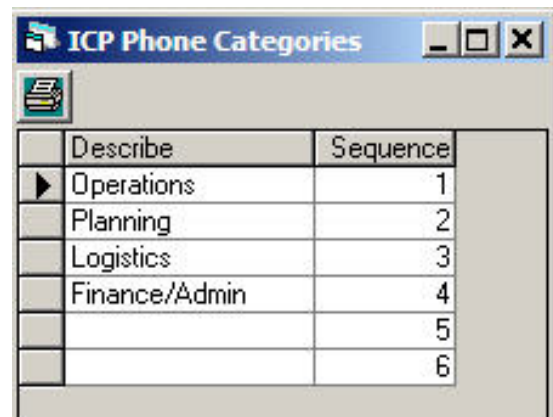 ICP Phone Categories
Describe Sequence
Operations 1
Planning 2
Logistics 3
Finance/Admin 4
5
6